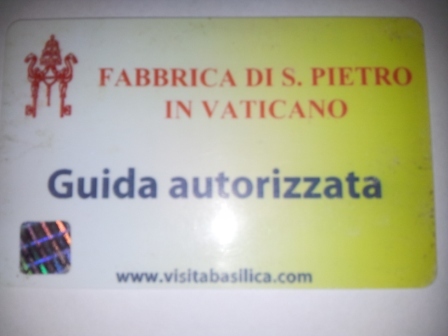 FABBRICA DI S. PIETRO
IN VATICANO
Guida autorizzata
www.visitabasilica.com